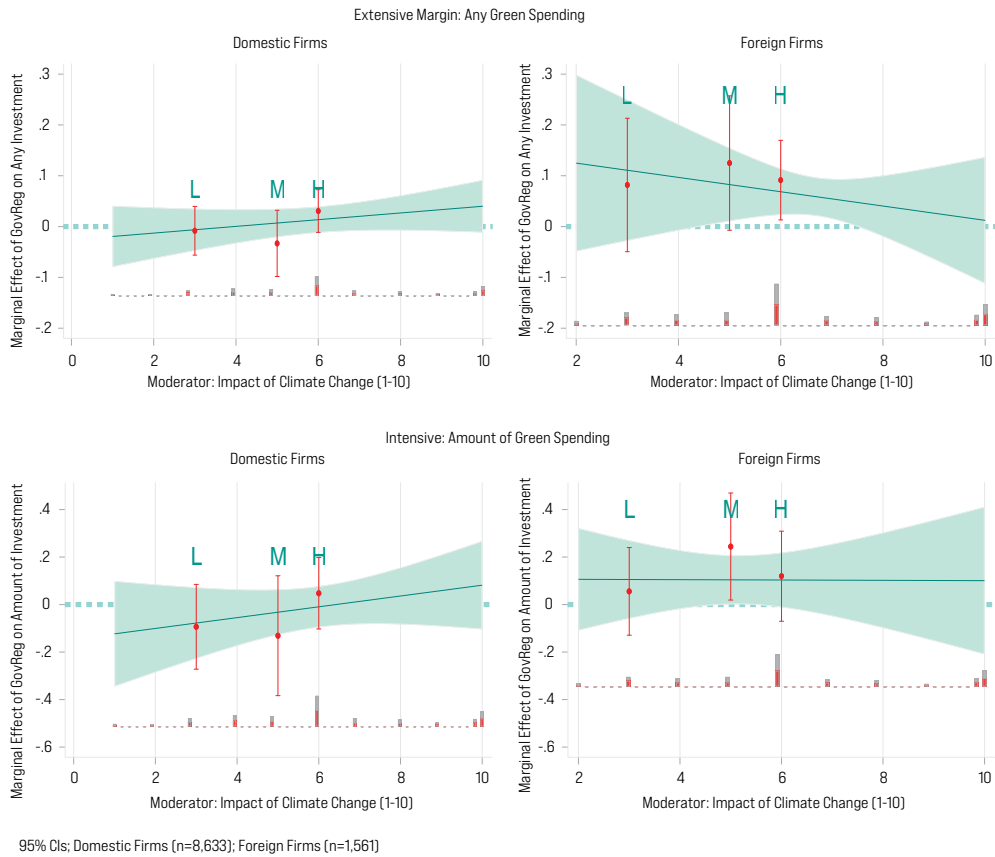 Extensive Margin: Any Green Spending
Domestic Firms
Marginal Effect of GovReg on Any Investment
.3
.2
.1
0
-.1
-.2
L M H
0 2 4 6 8 10
Moderator: Impact of Climate Change (1-10)
Foreign Firms
Marginal Effect of GovReg on Any Investment
.3
.2
.1
0
-.1
-.2
L M H
2 4 6 8 10
Moderator: Impact of Climate Change (1-10)
Intensive: Amount of Green Spending
Domestic Firms
Marginal Effect of GovReg on Amount of Investment
.4
.2
0
-.2
-.4
-.6
L M H
0 2 4 6 8 10
Moderator: Impact of Climate Change (1-10)
Foreign Firms
Marginal Effect of GovReg on Amount of Investment
.4
.2
0
-.2
-.4
-.6
L M H
2 4 6 8 10
Moderator: Impact of Climate Change (1-10)
95% CIs; Domestic Firms (n=8,633); Foreign Firms (n=1,561)